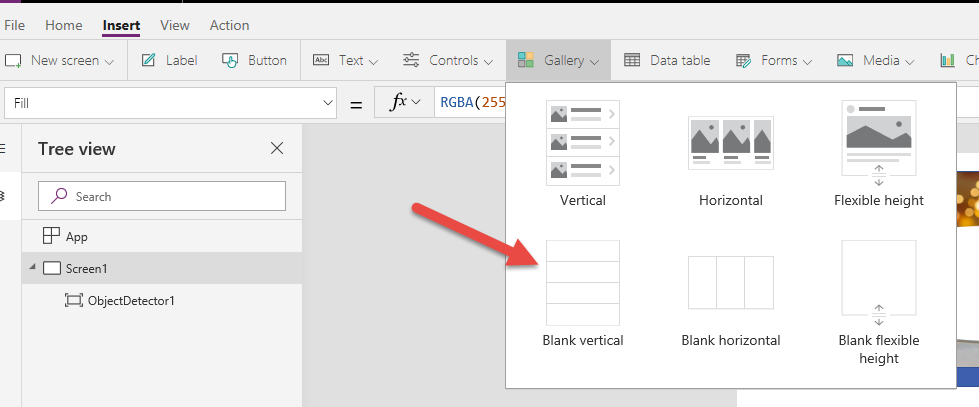 File Home Insert View Action
New screen Label Button Abc Text Controls Gallery Data table Forms Media
Fill = fx RGBA(255
Tree view
Search
App
Screen1
ObjectDetector1
Vertical Horizontal Flexible height
Blank vertical Blank horizontal Blank flexible
height